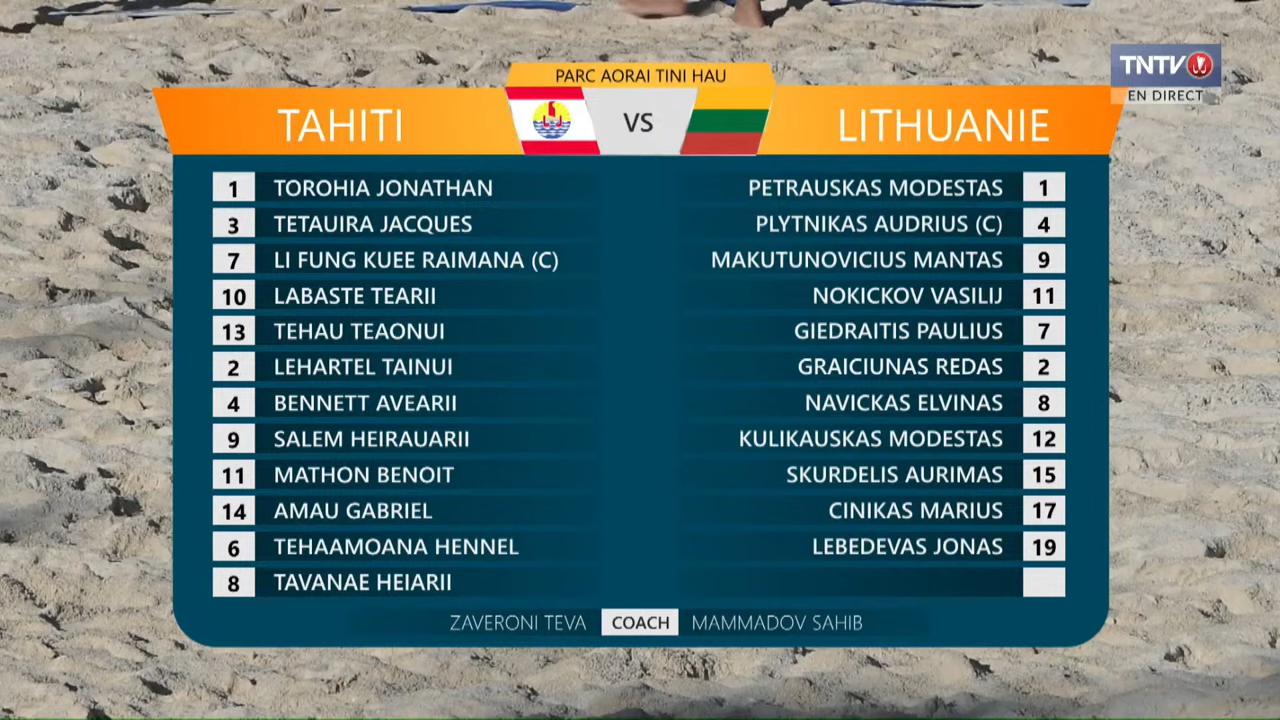 PARC AORAI TINI HAU
TNTV
EN DIRECT
TAHITI VS LITHUANIE
1 TOROHIA JONATHAN PETRAUSKAS MODESTAS 1
3 TETAUIRA JACQUES PLYTNIKAS AUDRIUS (C) 4
7 LI FUNG KUEE RAIMANA (C) MAKUTUNOVICIUS MANTAS 9
10 LABASTE TEARII NOKICKOV VASILIJ 11
13 TEHAU TEAONUI GIEDRAITIS PAULIUS 7
2 LEHARTEL TAINUI GRAICIUNAS REDAS 2
4 BENNETT AVEARII NAVICKAS ELVINAS 8
9 SALEM HEIRAUARII KULIKAUSKAS MODESTAS 12
11 MATHON BENOIT SKURDELIS AURIMAS 15
14 AMAU GABRIEL CINIKAS MARIUS 17
6 TEHAAMOANA HENNEL LEBEDEVAS JONAS 19
8 TAVANAE HEIARII
ZAVERONI TEVA COACH MAMMADOV SAHIB